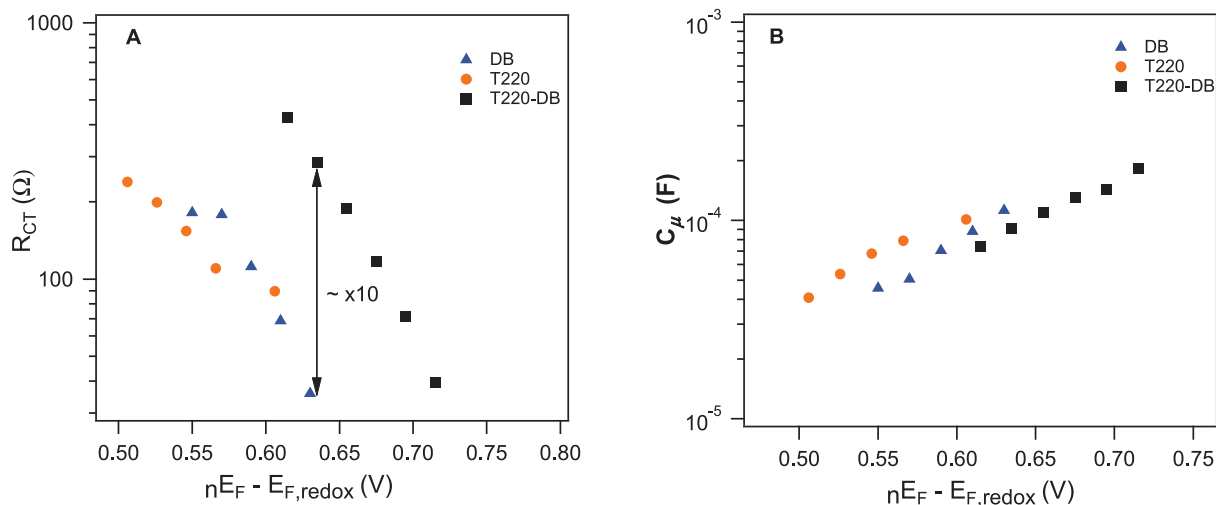 A
1000
100
R_CT (Ω)
DB
T220
T220-DB
~ x10
0.50 0.55 0.60 0.65 0.70 0.75 0.80
nE_F - E_F,redox (V)
B
10^-3
10^-4
10^-5
C_μ (F)
DB
T220
T220-DB
0.50 0.55 0.60 0.65 0.70 0.75
nE_F - E_F,redox (V)